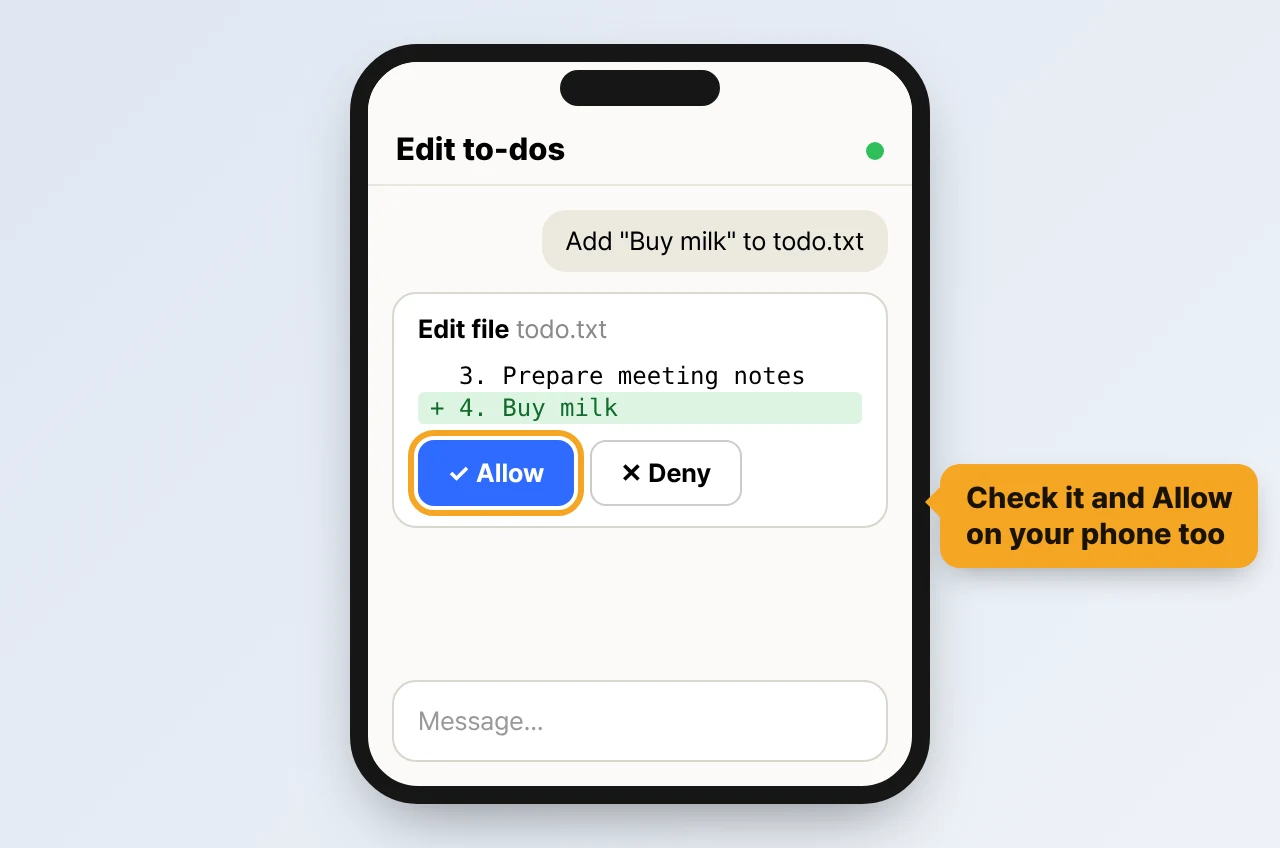 Edit to-dos
Add "Buy milk" to todo.txt
Edit file todo.txt
3. Prepare meeting notes
+ 4. Buy milk
✓ Allow
✕ Deny
Check it and Allow
on your phone too
Message...